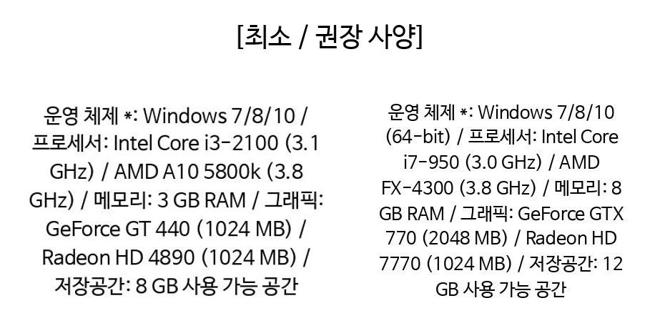 [최소 / 권장 사양]
운영 체제 *: Windows 7/8/10 /
프로세서: Intel Core i3-2100 (3.1
GHz) / AMD A10 5800k (3.8
GHz) / 메모리: 3 GB RAM / 그래픽:
GeForce GT 440 (1024 MB) /
Radeon HD 4890 (1024 MB) /
저장공간: 8 GB 사용 가능 공간
운영 체제 *: Windows 7/8/10
(64-bit) / 프로세서: Intel Core
i7-950 (3.0 GHz) / AMD
FX-4300 (3.8 GHz) / 메모리: 8
GB RAM / 그래픽: GeForce GTX
770 (2048 MB) / Radeon HD
7770 (1024 MB) / 저장공간: 12
GB 사용 가능 공간